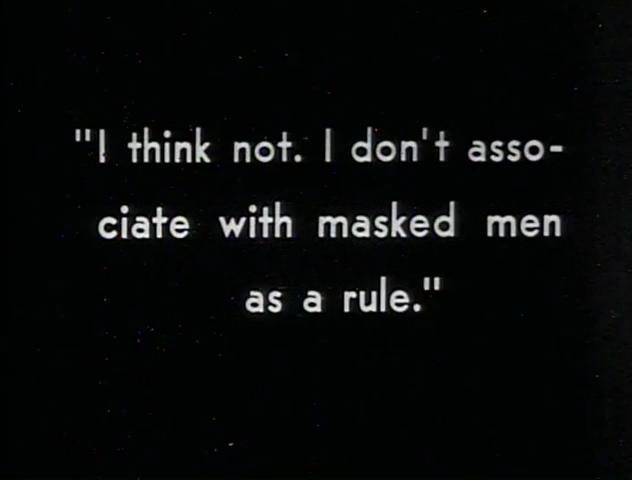 "I think not. I don't asso-
ciate with masked men
as a rule."